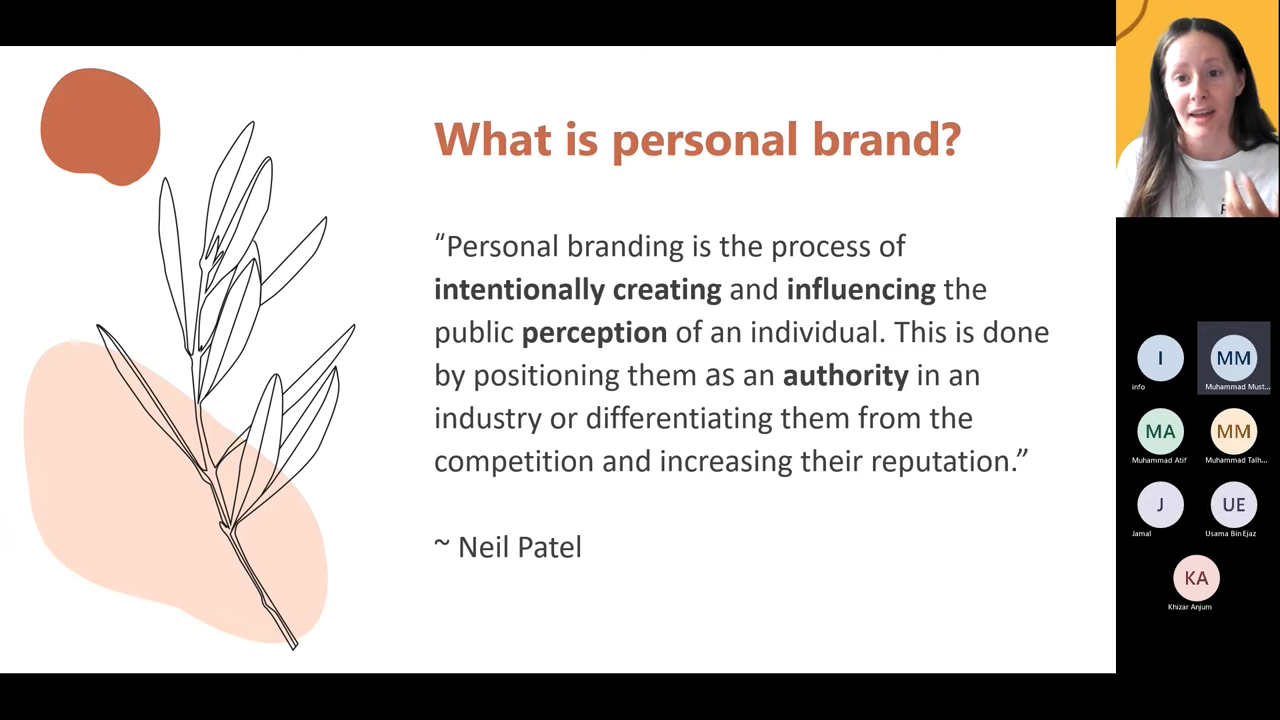 What is personal brand?
“Personal branding is the process of
intentionally creating and influencing the
public perception of an individual. This is done
by positioning them as an authority in an
industry or differentiating them from the
competition and increasing their reputation.”
~ Neil Patel
I
info
MM
Muhammad Must...
MA
Muhammad Atif
MM
Muhammad Talh...
J
Jamal
UE
Usama Bin Ejaz
KA
Khizar Anjum